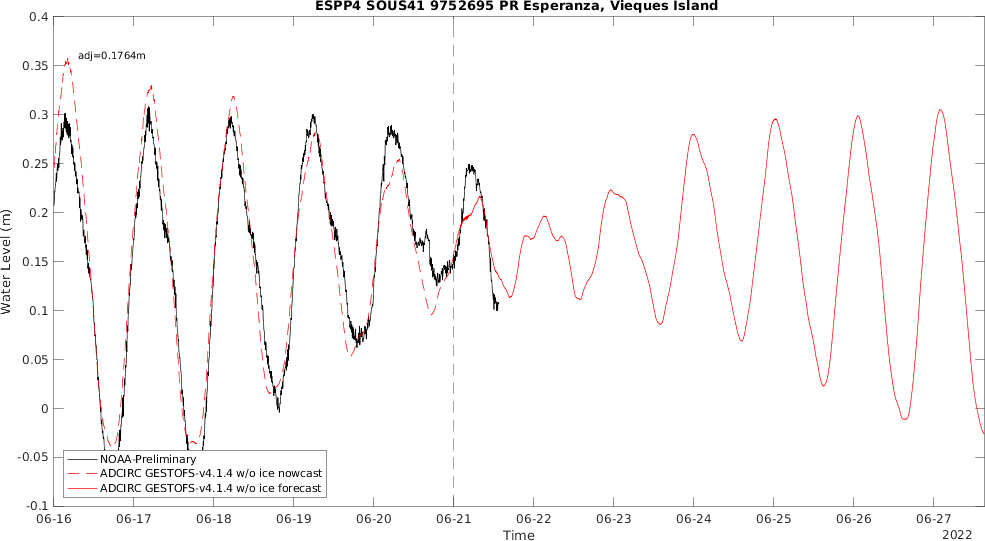 ESPP4 SOUS41 9752695 PR Esperanza, Vieques Island
0.4
adj=0.1764m
0.35
0.3
0.25
0.2
0.15
0.1
0.05
0
-0.05
-0.1
Water Level (m)
NOAA-Preliminary
ADCIRC GESTOFS-v4.1.4 w/o ice nowcast
ADCIRC GESTOFS-v4.1.4 w/o ice forecast
06-16 06-17 06-18 06-19 06-20 06-21 06-22 06-23 06-24 06-25 06-26 06-27
Time
2022